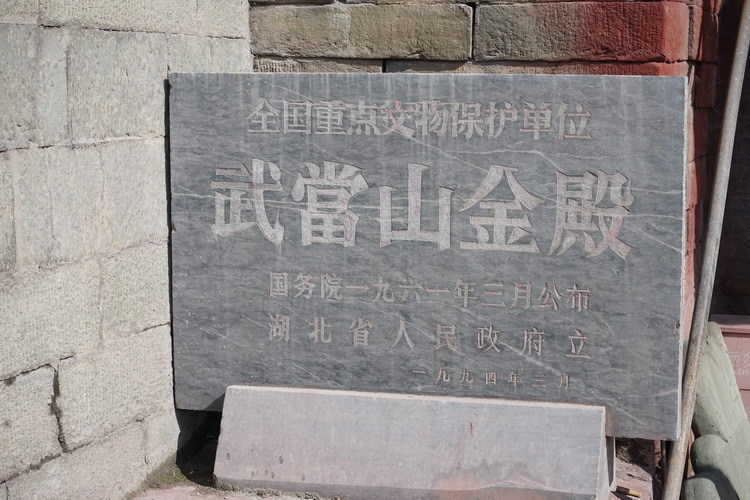 全国重点文物保护单位
武當山金殿
国务院一九六一年三月公布
湖北省人民政府立
一九九四年二月